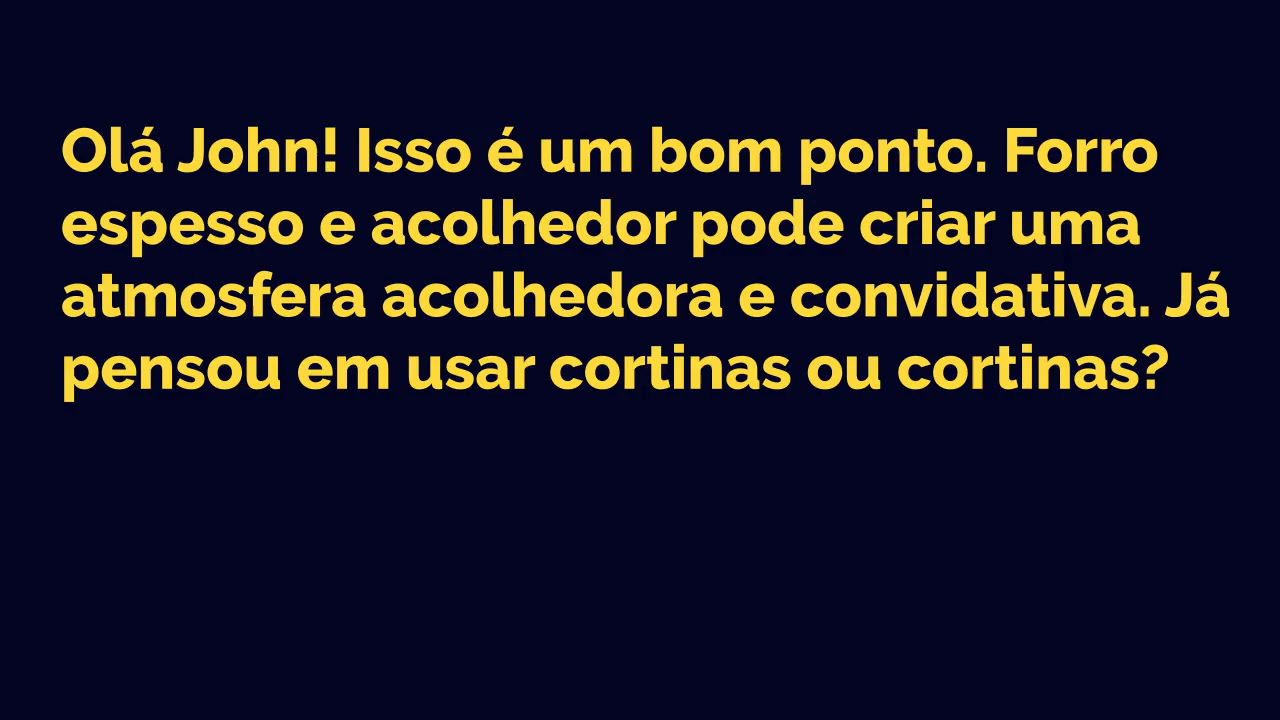 Olá John! Isso é um bom ponto. Forro
espesso e acolhedor pode criar uma
atmosfera acolhedora e convidativa. Já
pensou em usar cortinas ou cortinas?